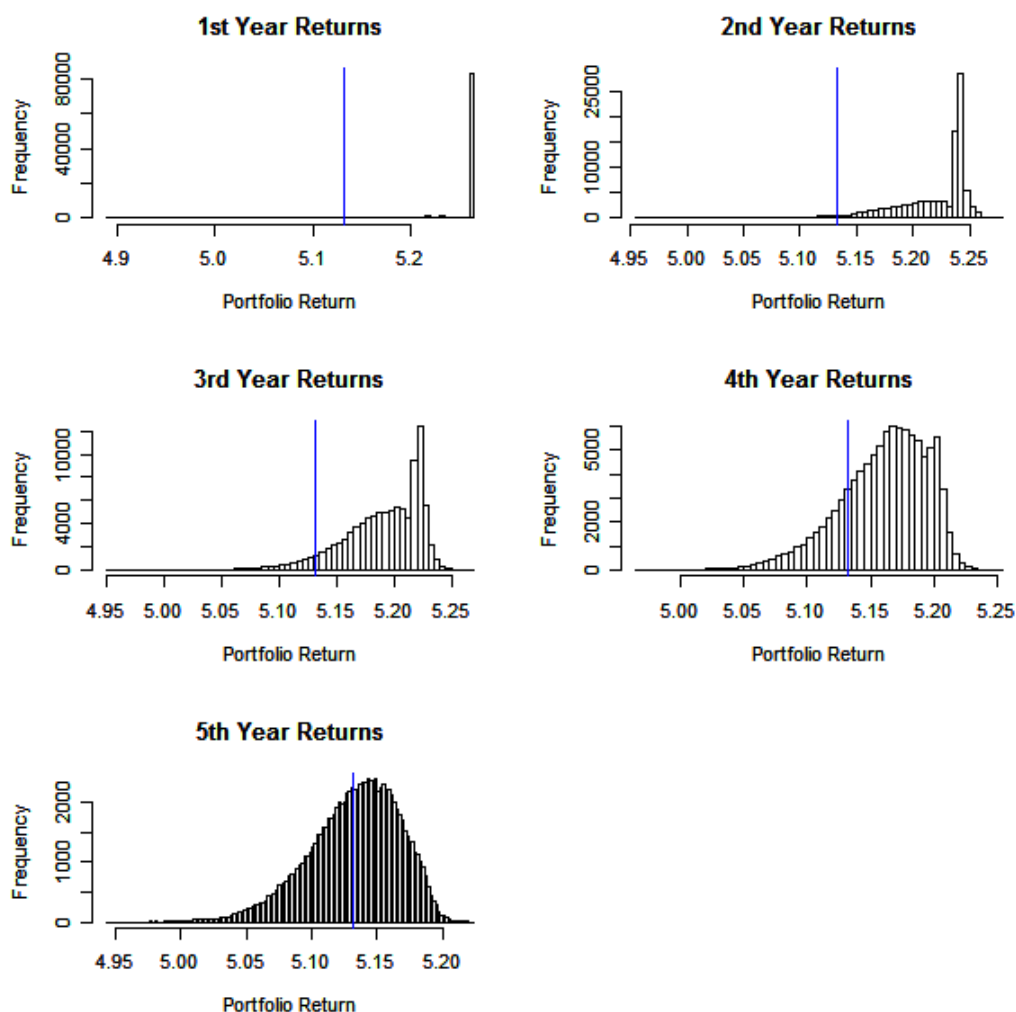 1st Year Returns
Frequency
0
40000
80000
4.9 5.0 5.1 5.2
Portfolio Return
2nd Year Returns
Frequency
0
10000
25000
4.95 5.00 5.05 5.10 5.15 5.20 5.25
Portfolio Return
3rd Year Returns
Frequency
0
4000
10000
4.95 5.00 5.05 5.10 5.15 5.20 5.25
Portfolio Return
4th Year Returns
Frequency
0
2000
5000
5.00 5.05 5.10 5.15 5.20 5.25
Portfolio Return
5th Year Returns
Frequency
0
1000
2000
4.95 5.00 5.05 5.10 5.15 5.20
Portfolio Return